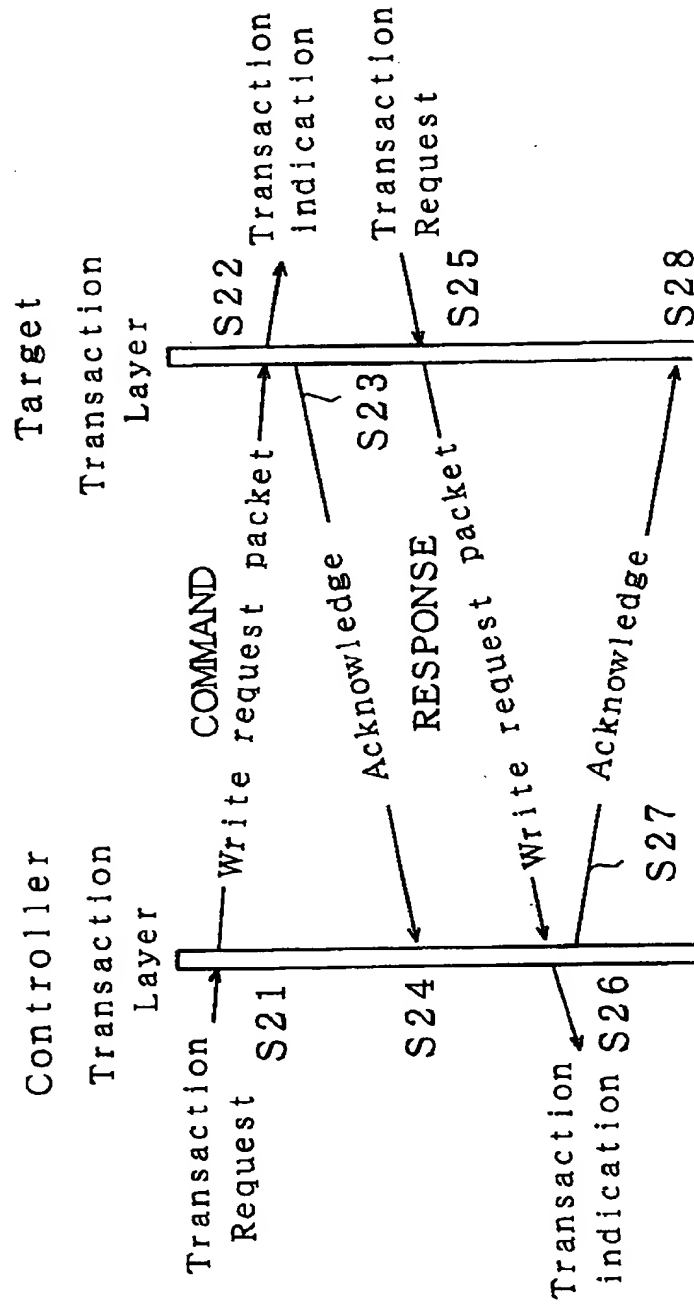 Controller
Transaction
Layer
Target
Transaction
Layer
Transaction
Request
S21
COMMAND
Write request packet
S22
Transaction
indication
S23
Acknowledge
S24
Transaction
Request
S25
RESPONSE
Write request packet
S26
Transaction
indication
S27
Acknowledge
S28